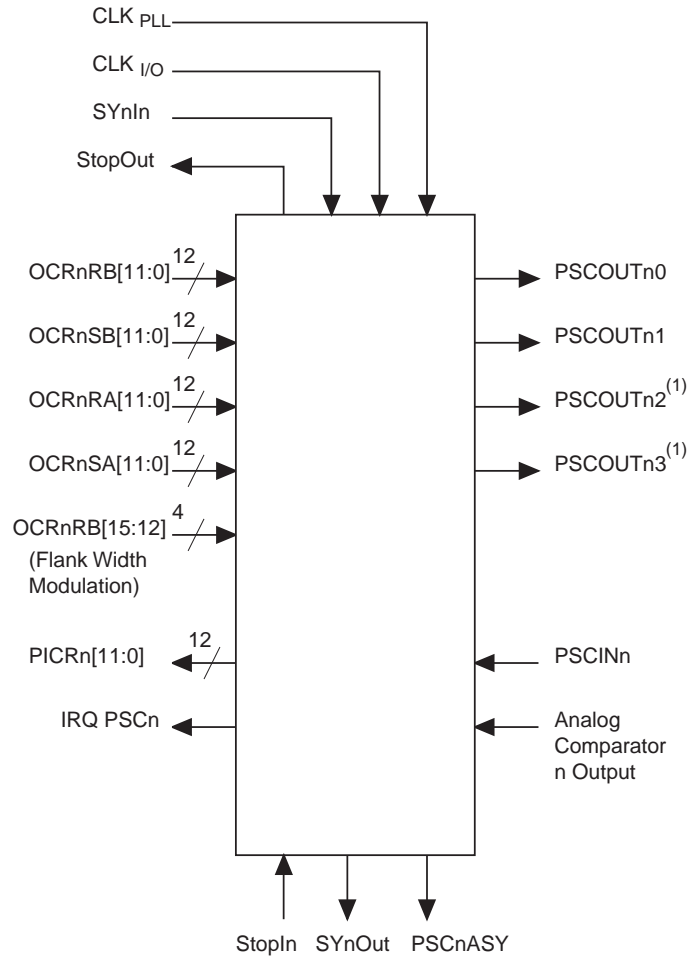 CLK PLL
CLK I/O
SYnIn
StopOut
OCRnRB[11:0] 12
PSCOUTn0
OCRnSB[11:0] 12
PSCOUTn1
OCRnRA[11:0] 12
PSCOUTn2(1)
OCRnSA[11:0] 12
PSCOUTn3(1)
OCRnRB[15:12] 4
(Flank Width
Modulation)
PICRn[11:0] 12
PSCINn
IRQ PSCn
Analog
Comparator
n Output
StopIn SYnOut PSCnASY